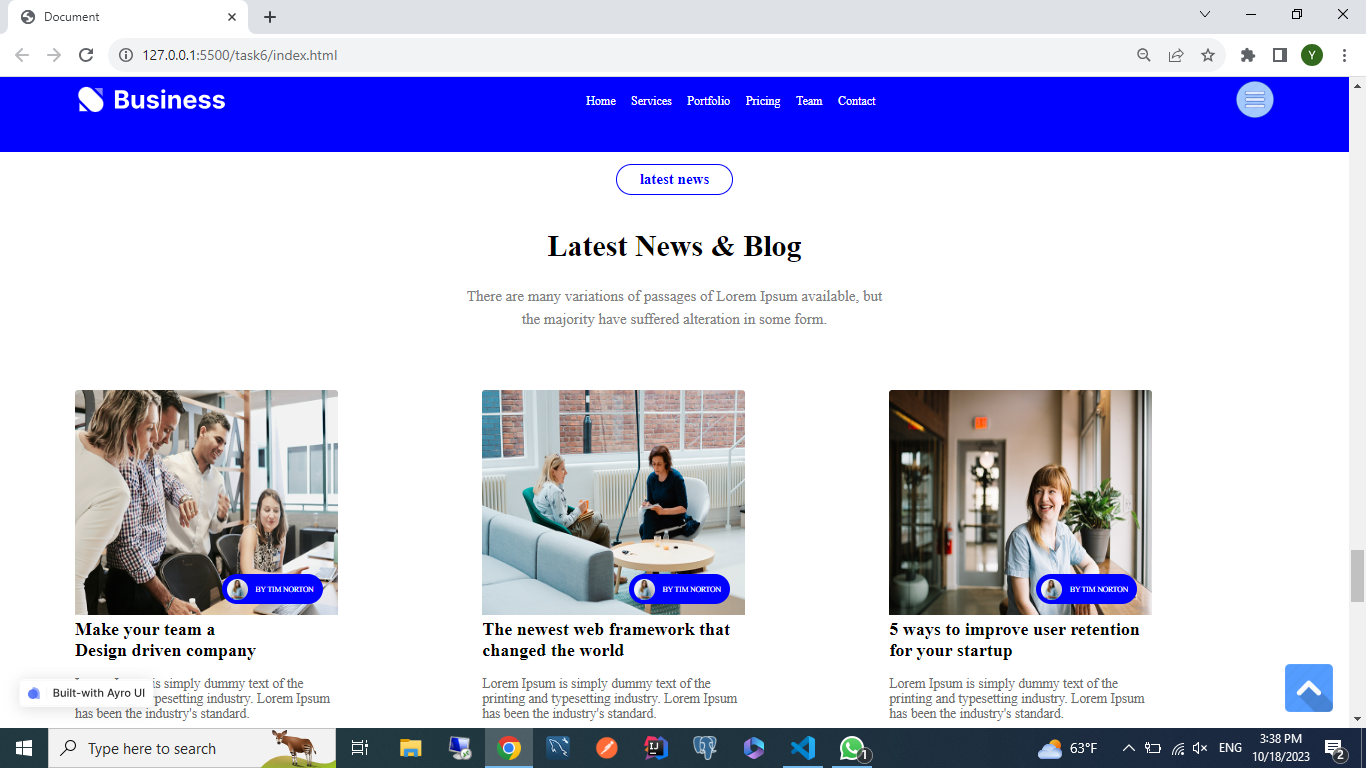 Document
127.0.0.1:5500/task6/index.html
Y
Business
Home Services Portfolio Pricing Team Contact
latest news
Latest News & Blog
There are many variations of passages of Lorem Ipsum available, but
the majority have suffered alteration in some form.
BY TIM NORTON
BY TIM NORTON
BY TIM NORTON
Make your team a
Design driven company
The newest web framework that
changed the world
5 ways to improve user retention
for your startup
Lorem Ipsum is simply dummy text of the
printing and typesetting industry. Lorem Ipsum
has been the industry's standard.
Lorem Ipsum is simply dummy text of the
printing and typesetting industry. Lorem Ipsum
has been the industry's standard.
is simply dummy text of the
pesetting industry. Lorem Ipsum
has been the industry's standard.
Built-with Ayro UI
Type here to search
63°F
ENG
3:38 PM
10/18/2023
1
2